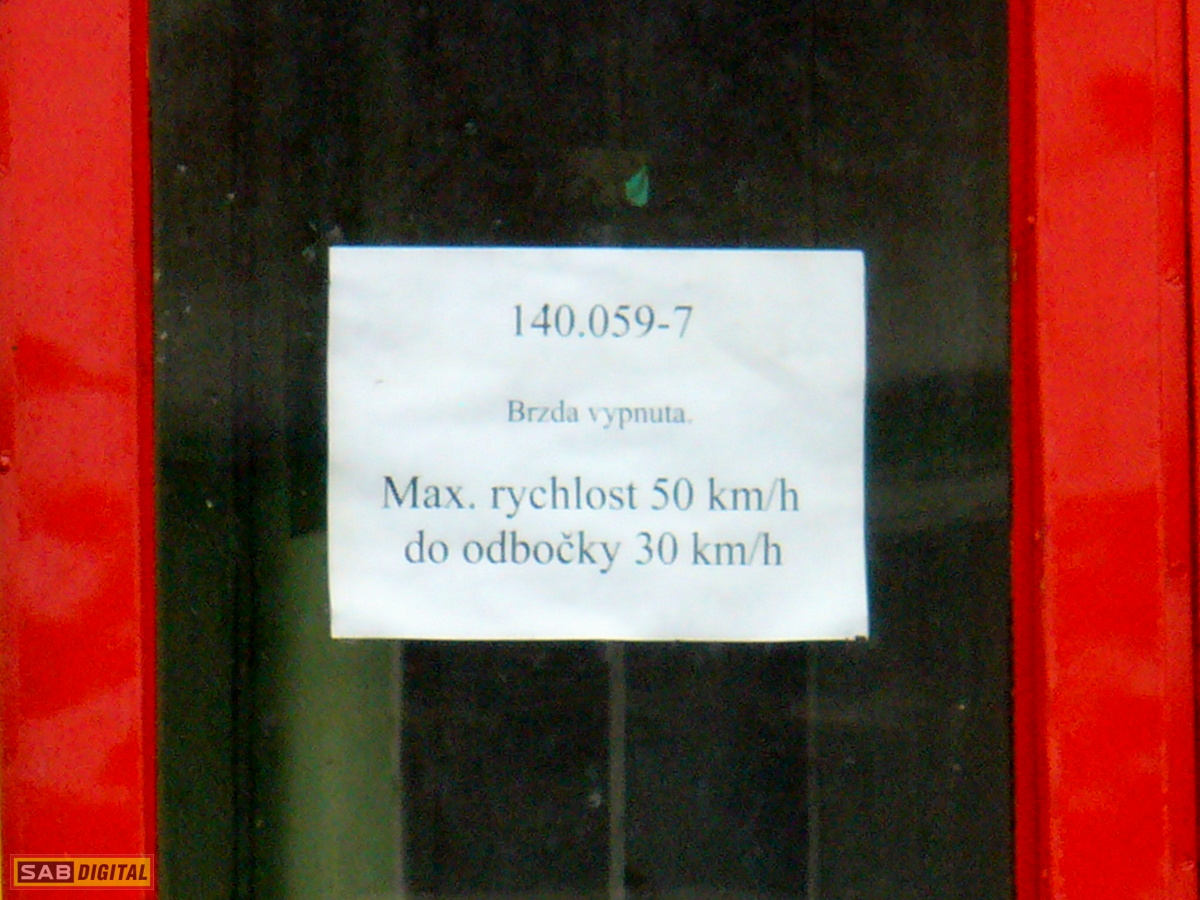 140.059-7
Brzda vypnuta.
Max. rychlost 50 km/h
do odbočky 30 km/h
SAB DIGITAL